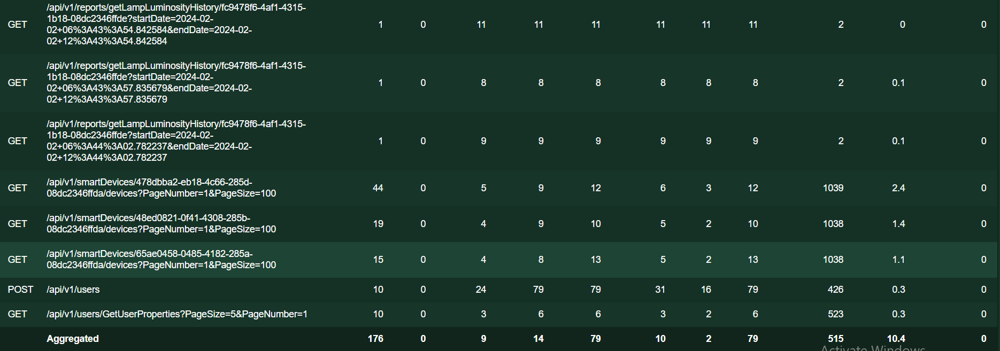 /api/v1/reports/getLampLuminosityHistory/fc9478f6-4af1-4315-
GET 1b18-08dc2346ffde?startDate=2024-02- 1 0 11 11 11 11 11 11 2 0 0
02+06%3A43%3A54.842584&endDate=2024-02-
02+12%3A43%3A54.842584
/api/v1/reports/getLampLuminosityHistory/fc9478f6-4af1-4315-
GET 1b18-08dc2346ffde?startDate=2024-02- 1 0 8 8 8 8 8 8 2 0.1 0
02+06%3A43%3A57.835679&endDate=2024-02-
02+12%3A43%3A57.835679
/api/v1/reports/getLampLuminosityHistory/fc9478f6-4af1-4315-
GET 1b18-08dc2346ffde?startDate=2024-02- 1 0 9 9 9 9 9 9 2 0.1 0
02+06%3A44%3A02.782237&endDate=2024-02-
02+12%3A44%3A02.782237
GET /api/v1/smartDevices/478dbba2-eb18-4c66-285d- 44 0 5 9 12 6 3 12 1039 2.4 0
08dc2346ffda/devices?PageNumber=1&PageSize=100
GET /api/v1/smartDevices/48ed0821-0f41-4308-285b- 19 0 4 9 10 5 2 10 1038 1.4 0
08dc2346ffda/devices?PageNumber=1&PageSize=100
GET /api/v1/smartDevices/65ae0458-0485-4182-285a- 15 0 4 8 13 5 2 13 1038 1.1 0
08dc2346ffda/devices?PageNumber=1&PageSize=100
POST /api/v1/users 10 0 24 79 79 31 16 79 426 0.3 0
GET /api/v1/users/GetUserProperties?PageSize=5&PageNumber=1 10 0 3 6 6 3 2 6 523 0.3 0
Aggregated 176 0 9 14 79 10 2 79 515 10.4 0
Activate Windows